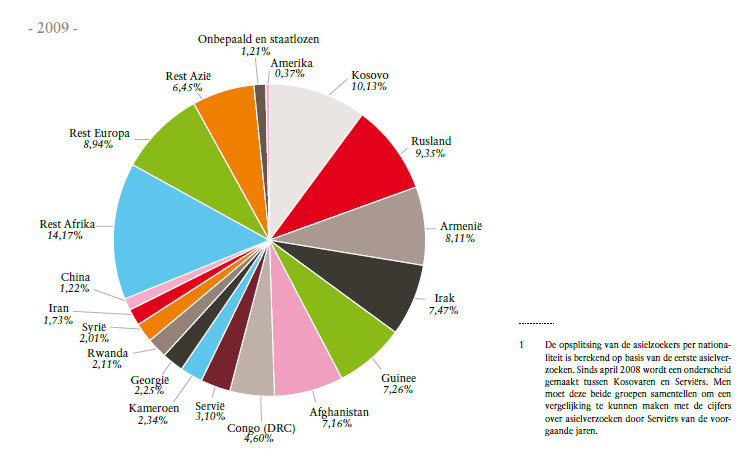 - 2009 -
Onbepaald en staatlozen
1,21%
Amerika
0,37%
Kosovo
10,13%
Rusland
9,35%
Armenië
8,11%
Irak
7,47%
Guinee
7,26%
Afghanistan
7,16%
Congo (DRC)
4,60%
Servië
3,10%
Kameroen
2,34%
Georgië
2,25%
Rwanda
2,11%
Syrië
2,01%
Iran
1,73%
China
1,22%
Rest Afrika
14,17%
Rest Europa
8,94%
Rest Azië
6,45%
1 De opsplitsing van de asielzoekers per nationa-
liteit is berekend op basis van de eerste asielver-
zoeken. Sinds april 2008 wordt een onderscheid
gemaakt tussen Kosovaren en Serviërs. Men
moet deze beide groepen samentellen om een
vergelijking te kunnen maken met de cijfers
over asielverzoeken door Serviërs van de voor-
gaande jaren.